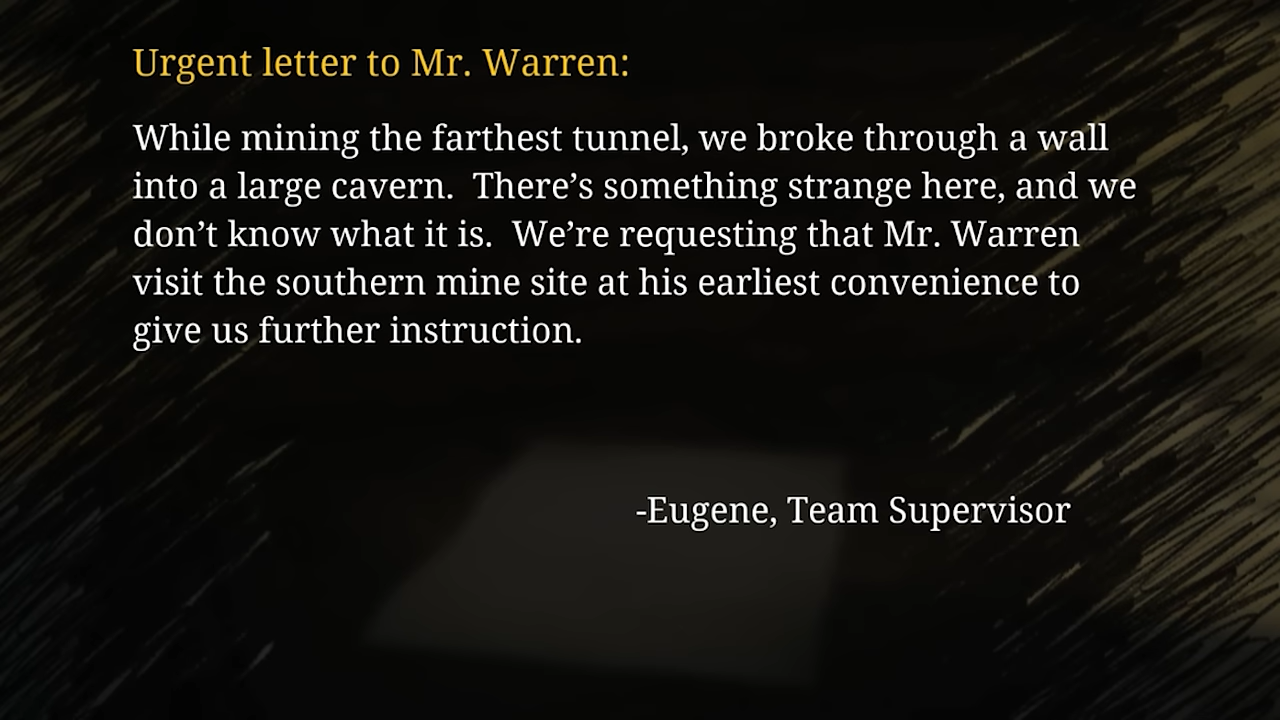 Urgent letter to Mr. Warren:
While mining the farthest tunnel, we broke through a wall
into a large cavern.  There’s something strange here, and we
don’t know what it is.  We’re requesting that Mr. Warren
visit the southern mine site at his earliest convenience to
give us further instruction.
-Eugene, Team Supervisor